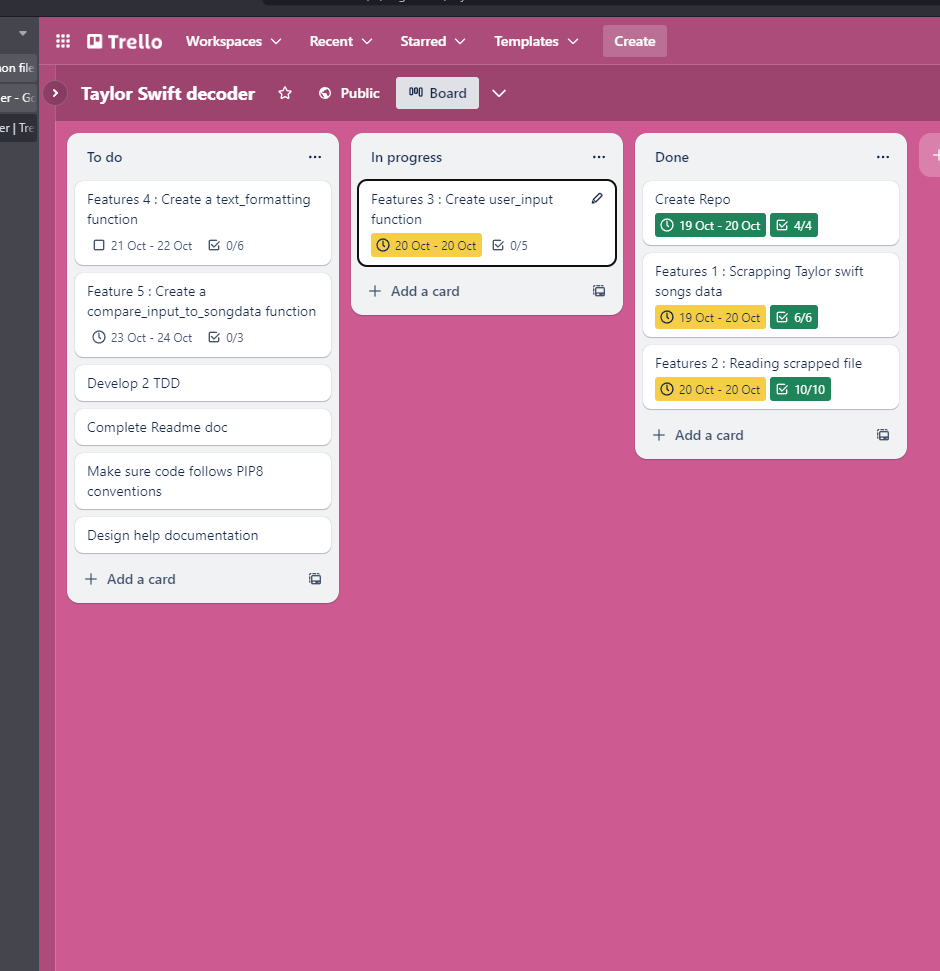 Trello Workspaces Recent Starred Templates Create
on file
er - Go
er | Tre
Taylor Swift decoder Public Board
To do
Features 4 : Create a text_formatting
function
21 Oct - 22 Oct 0/6
Feature 5 : Create a
compare_input_to_songdata function
23 Oct - 24 Oct 0/3
Develop 2 TDD
Complete Readme doc
Make sure code follows PIP8
conventions
Design help documentation
+ Add a card
In progress
Features 3 : Create user_input
function
20 Oct - 20 Oct 0/5
+ Add a card
Done
Create Repo
19 Oct - 20 Oct 4/4
Features 1 : Scrapping Taylor swift
songs data
19 Oct - 20 Oct 6/6
Features 2 : Reading scrapped file
20 Oct - 20 Oct 10/10
+ Add a card